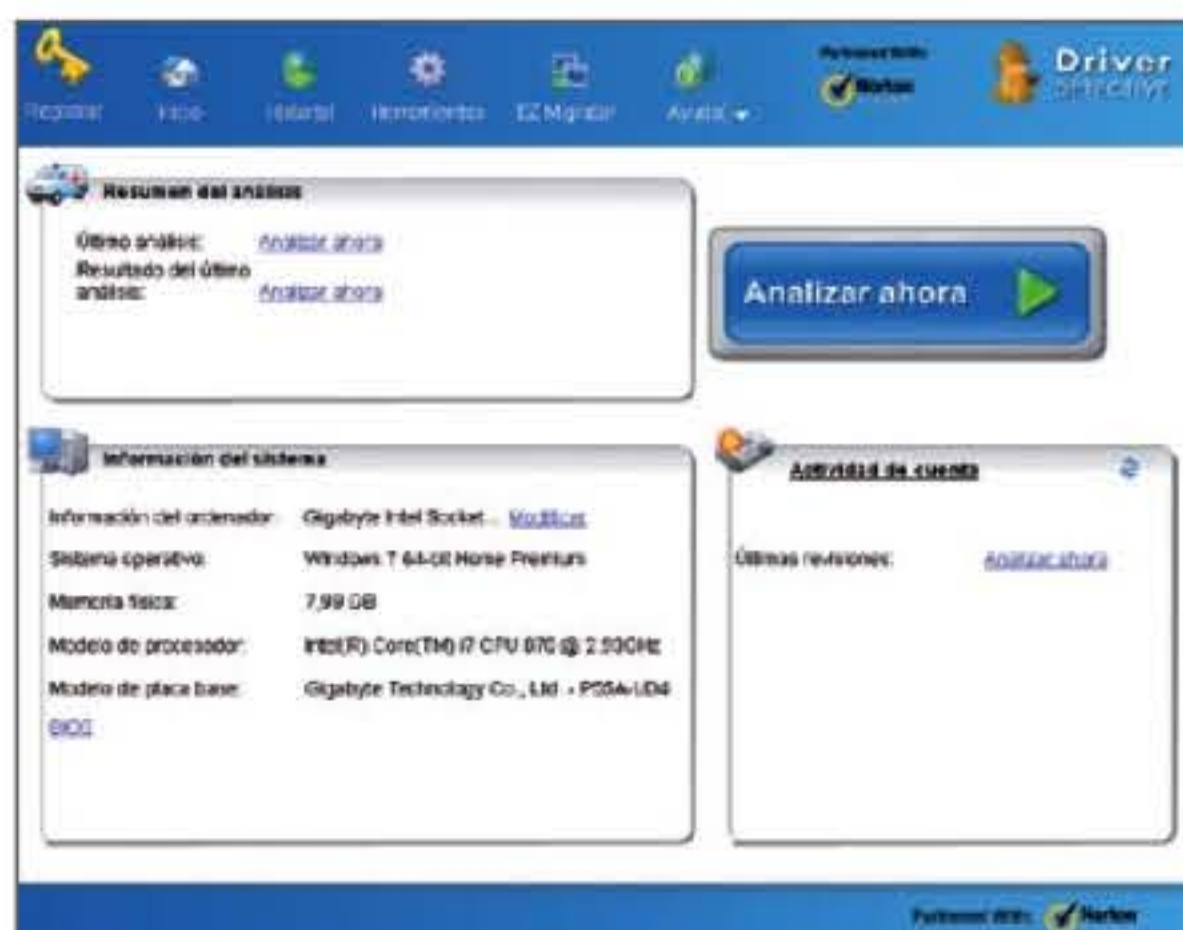 Registrar Inicio Historial Herramientas EZ Migrator Ayuda
Partnered With:
Norton
Driver
DETECTIVE
Resumen del análisis
Último análisis: Analizar ahora
Resultado del último
análisis: Analizar ahora
Analizar ahora
Información del sistema
Información del ordenador: Gigabyte Intel Socket... Modificar
Sistema operativo: Windows 7 64-bit Home Premium
Memoria física: 7,99 GB
Modelo de procesador: Intel(R) Core(TM) i7 CPU 870 @ 2.93GHz
Modelo de placa base: Gigabyte Technology Co., Ltd. - P55A-UD4
BIOS
Actividad de cuenta
Últimas revisiones: Analizar ahora
Partnered With: Norton